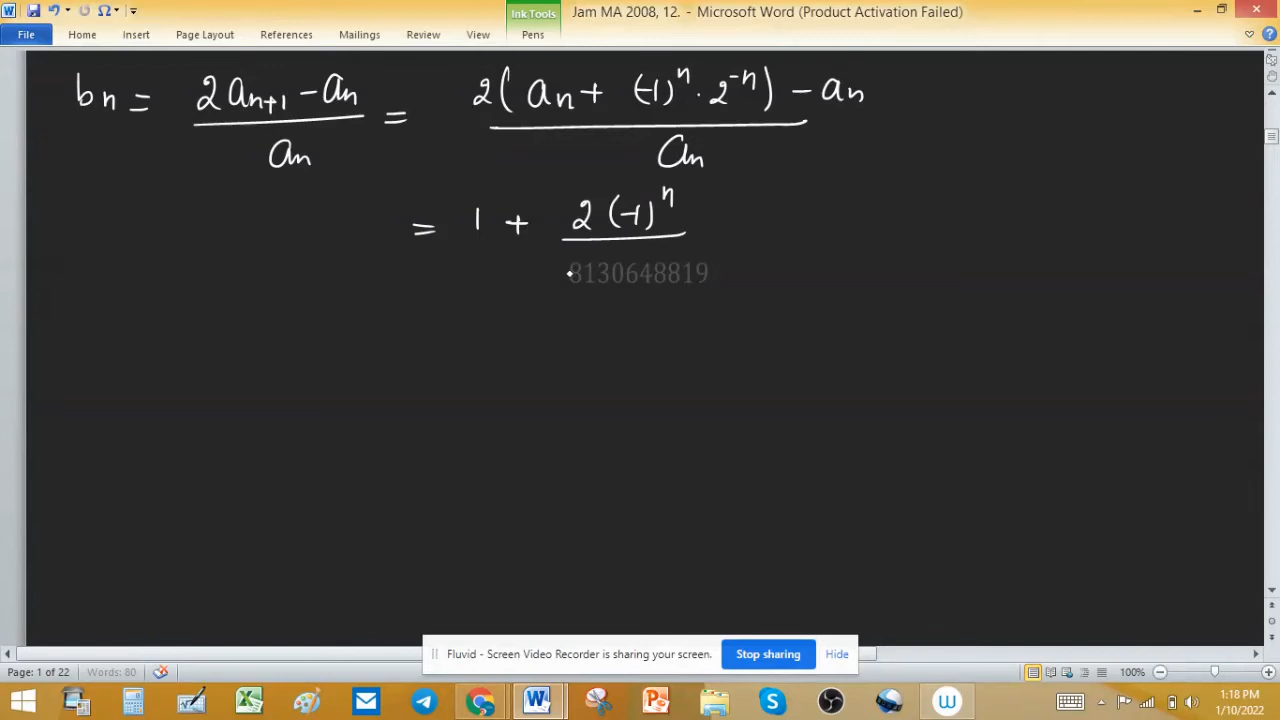 Ink Tools
Jam MA 2008, 12. - Microsoft Word (Product Activation Failed)
File Home Insert Page Layout References Mailings Review View Pens
bn = 2an+1 - an / an = 2(an + (-1)^n · 2^-n) - an / an
= 1 + 2(-1)^n
8130648819
Fluvid - Screen Video Recorder is sharing your screen. Stop sharing Hide
Page: 1 of 22 Words: 80 100%
1:18 PM
1/10/2022